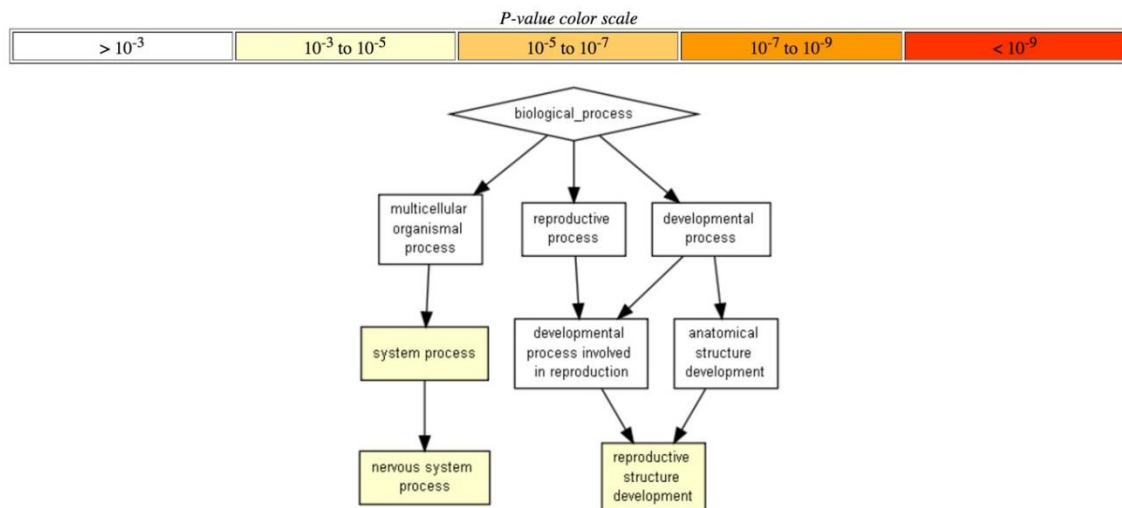 P-value color scale
> 10-3 10-3 to 10-5 10-5 to 10-7 10-7 to 10-9 < 10-9
biological_process
multicellular
organismal
process
reproductive
process
developmental
process
system process
developmental
process involved
in reproduction
anatomical
structure
development
nervous system
process
reproductive
structure
development